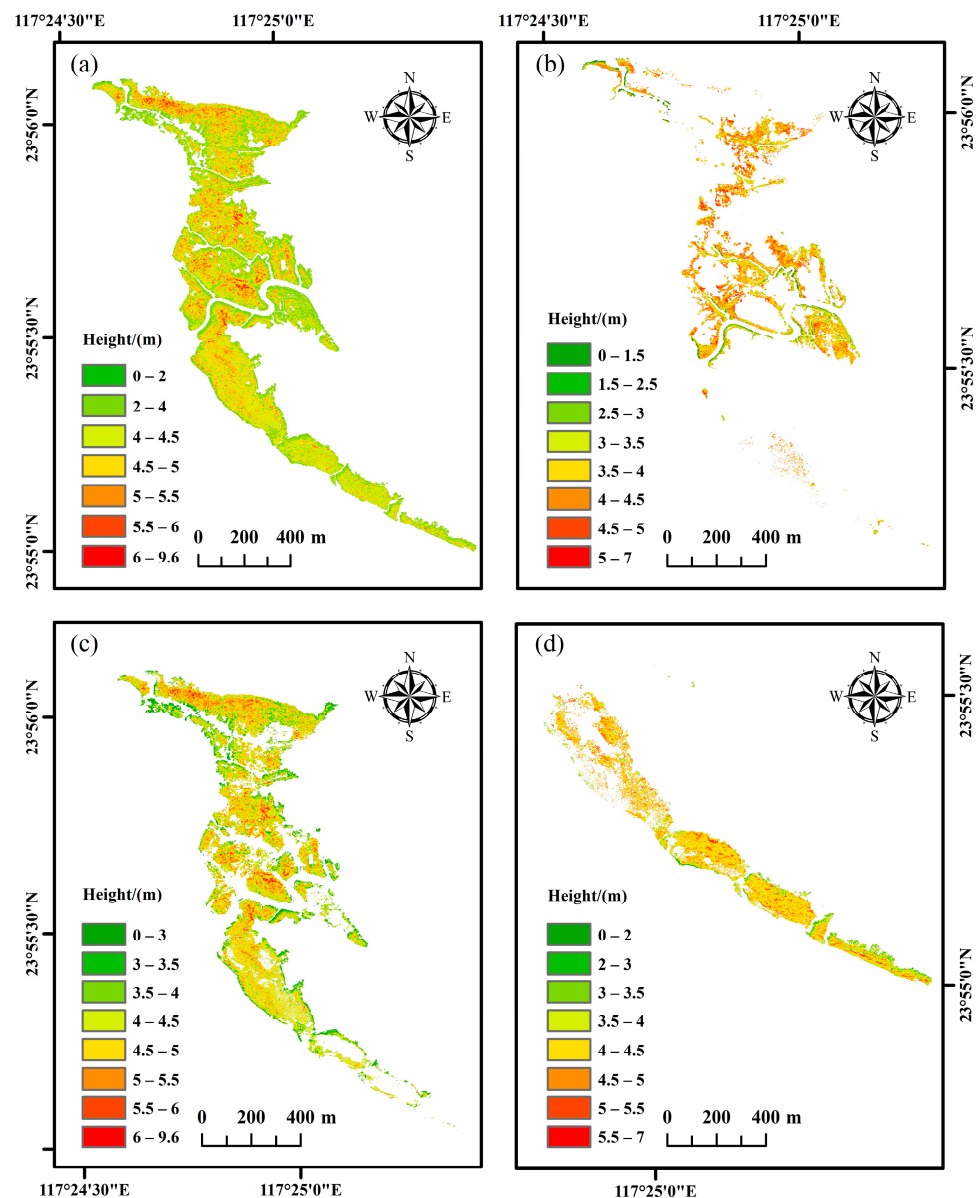 117°24'30"E 117°25'0"E 117°24'30"E 117°25'0"E
(a)
N
W E
S
23°56'0"N
23°55'30"N
23°55'0"N
Height/(m)
0 – 2
2 – 4
4 – 4.5
4.5 – 5
5 – 5.5
5.5 – 6
6 – 9.6
0 200 400 m
(b)
N
W E
S
23°56'0"N
23°55'30"N
Height/(m)
0 – 1.5
1.5 – 2.5
2.5 – 3
3 – 3.5
3.5 – 4
4 – 4.5
4.5 – 5
5 – 7
0 200 400 m
(c)
N
W E
S
23°56'0"N
23°55'30"N
Height/(m)
0 – 3
3 – 3.5
3.5 – 4
4 – 4.5
4.5 – 5
5 – 5.5
5.5 – 6
6 – 9.6
0 200 400 m
(d)
N
W E
S
23°55'30"N
23°55'0"N
Height/(m)
0 – 2
2 – 3
3 – 3.5
3.5 – 4
4 – 4.5
4.5 – 5
5 – 5.5
5.5 – 7
0 200 400 m
117°24'30"E 117°25'0"E 117°25'0"E